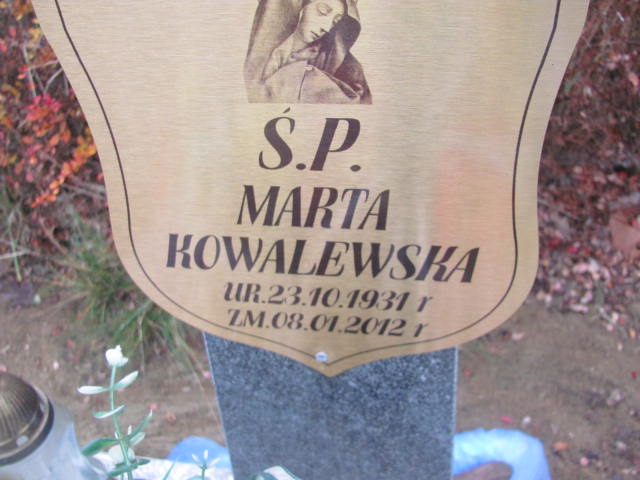 Ś.P.
MARTA
KOWALEWSKA
UR.23.10.1931 r
ZM.08.01.2012 r